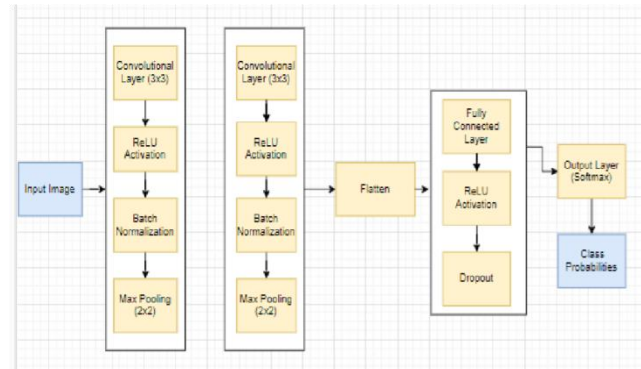 Input Image
Convolutional
Layer (3x3)
ReLU
Activation
Batch
Normalization
Max Pooling
(2x2)
Convolutional
Layer (3x3)
ReLU
Activation
Batch
Normalization
Max Pooling
(2x2)
Flatten
Fully
Connected
Layer
ReLU
Activation
Dropout
Output Layer
(Softmax)
Class
Probabilities